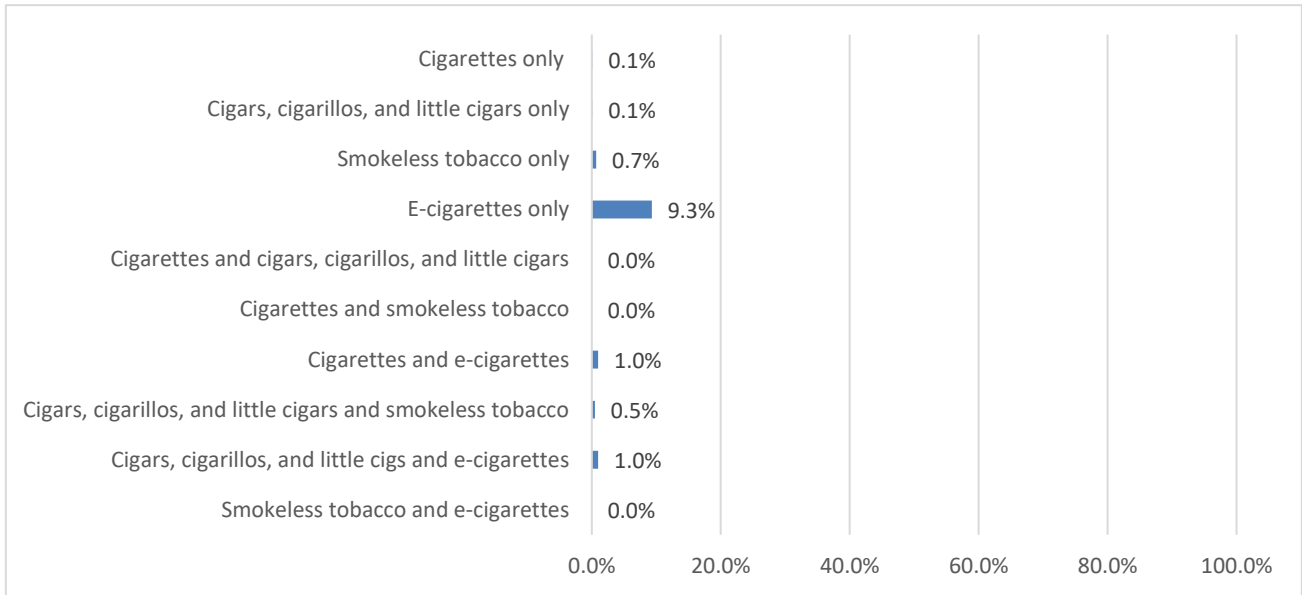 Cigarettes only 0.1%
Cigars, cigarillos, and little cigars only 0.1%
Smokeless tobacco only 0.7%
E-cigarettes only 9.3%
Cigarettes and cigars, cigarillos, and little cigars 0.0%
Cigarettes and smokeless tobacco 0.0%
Cigarettes and e-cigarettes 1.0%
Cigars, cigarillos, and little cigars and smokeless tobacco 0.5%
Cigars, cigarillos, and little cigs and e-cigarettes 1.0%
Smokeless tobacco and e-cigarettes 0.0%
0.0% 20.0% 40.0% 60.0% 80.0% 100.0%